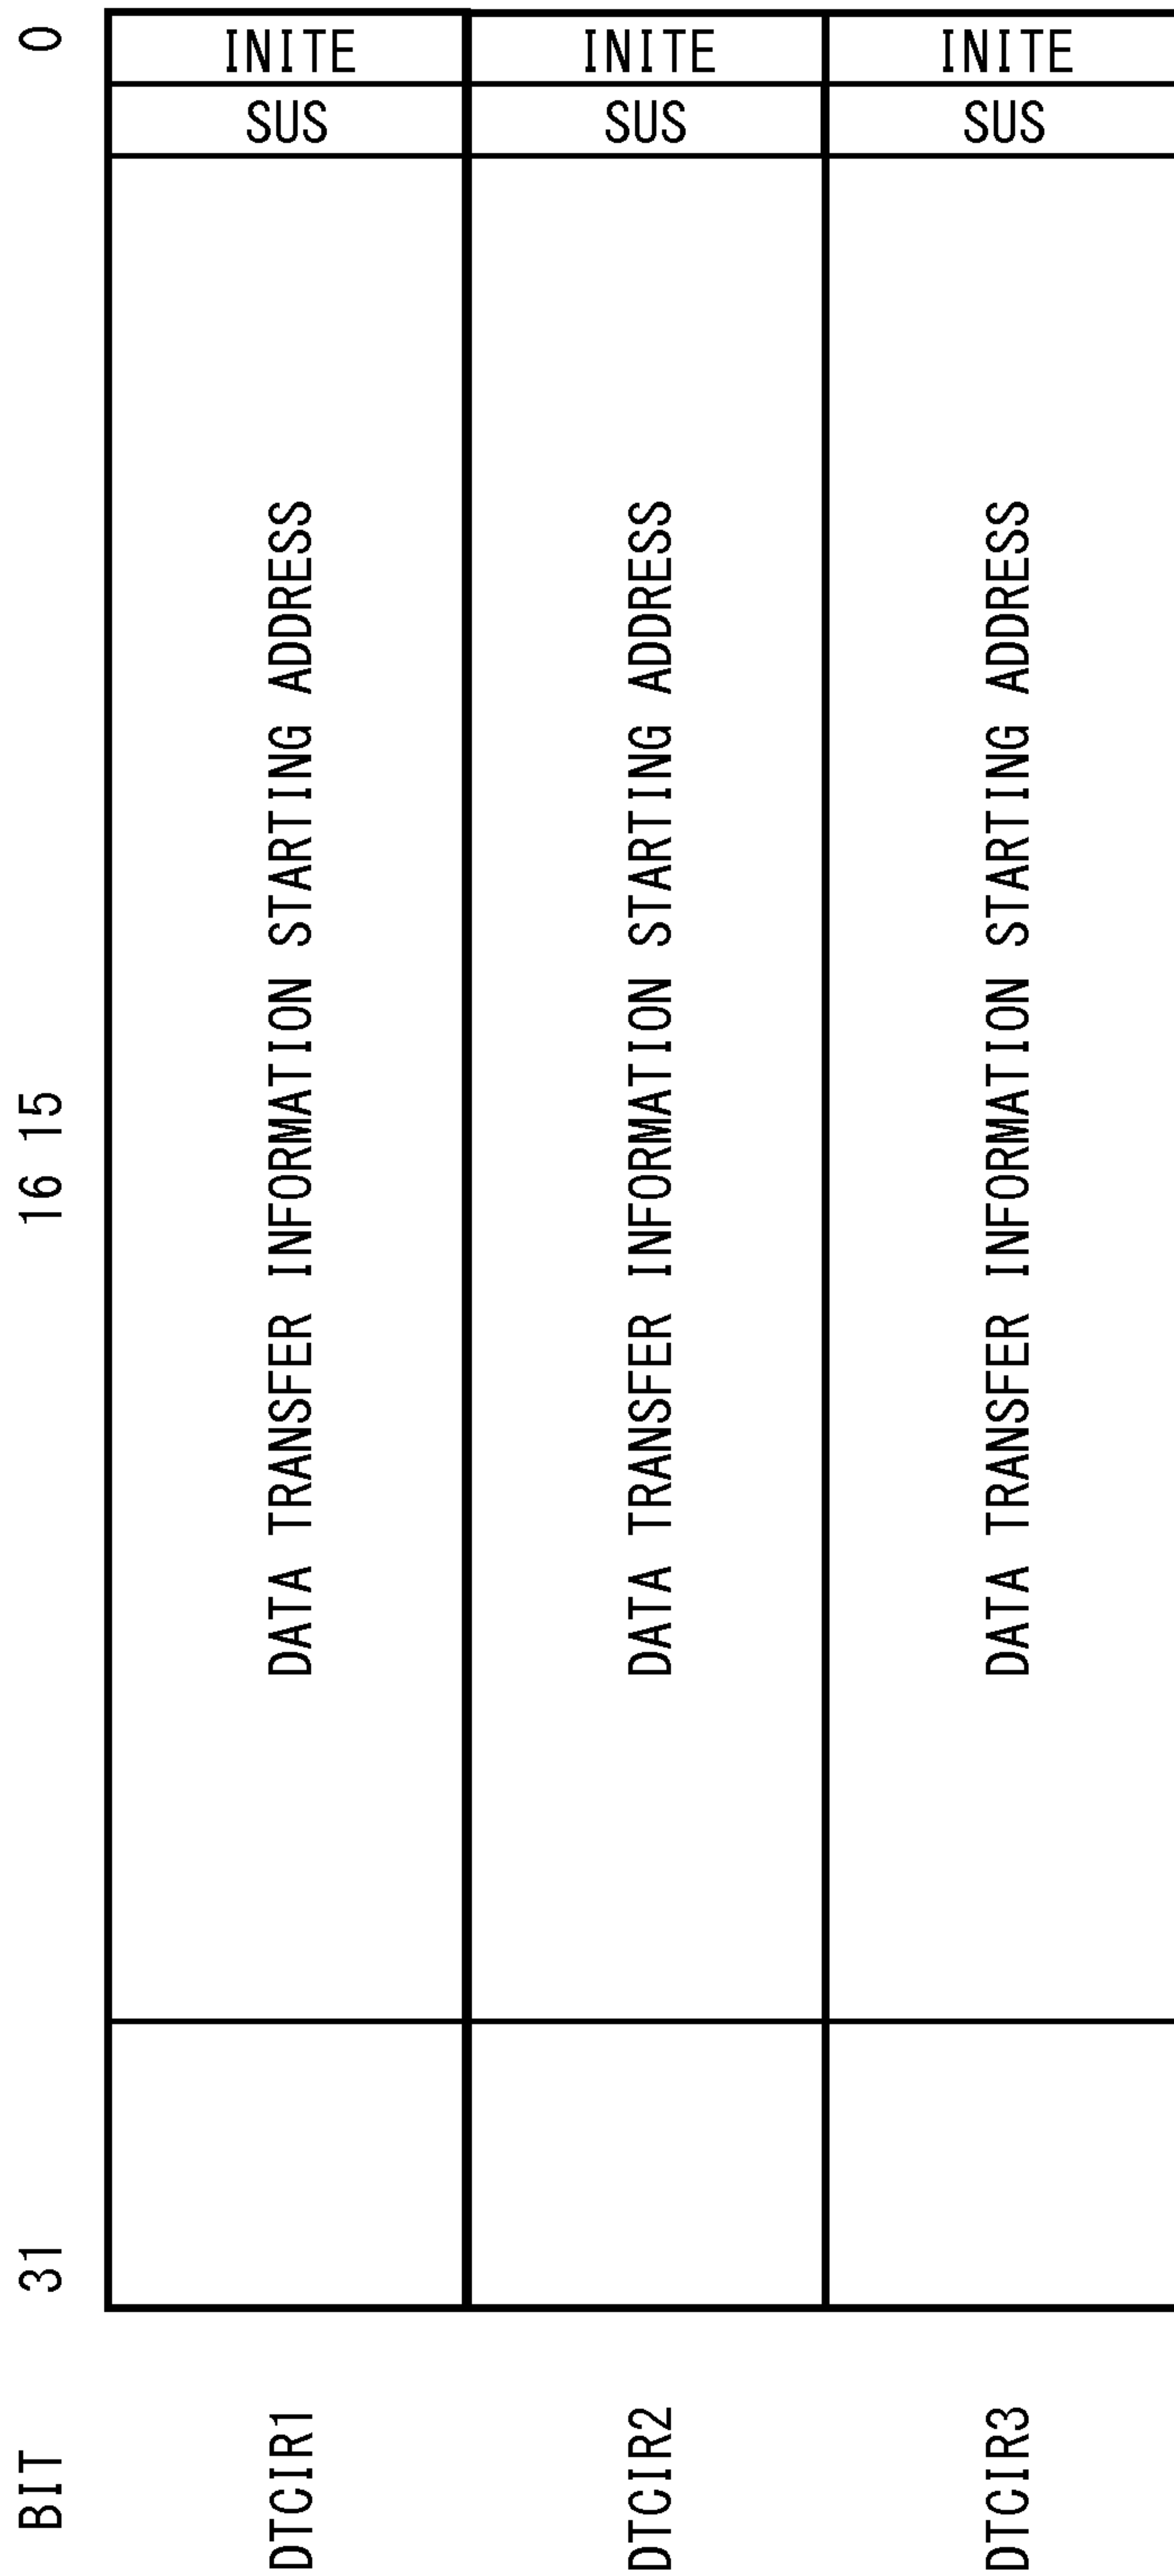 BIT 31 16 15 0
DTCIR1 DATA TRANSFER INFORMATION STARTING ADDRESS SUS INITE
DTCIR2 DATA TRANSFER INFORMATION STARTING ADDRESS SUS INITE
DTCIR3 DATA TRANSFER INFORMATION STARTING ADDRESS SUS INITE